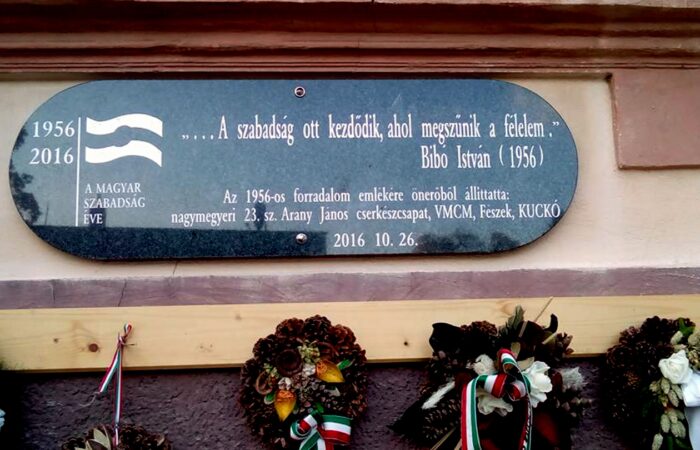 1956
2016
A MAGYAR
SZABADSÁG
ÉVE
„...A szabadság ott kezdődik, ahol megszűnik a félelem."
Bibó István (1956)
Az 1956-os forradalom emlékére önerőből állíttatta:
nagymegyeri 23. sz. Arany János cserkészcsapat, VMCM, Feszek, KUCKÓ
2016 10. 26.